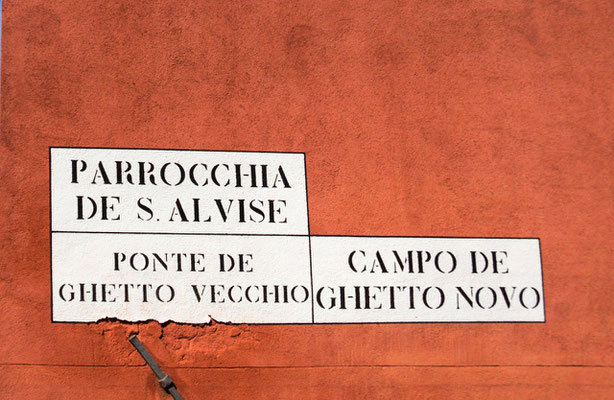 PARROCCHIA
DE S. ALVISE
PONTE DE
GHETTO VECCHIO
CAMPO DE
GHETTO NOVO